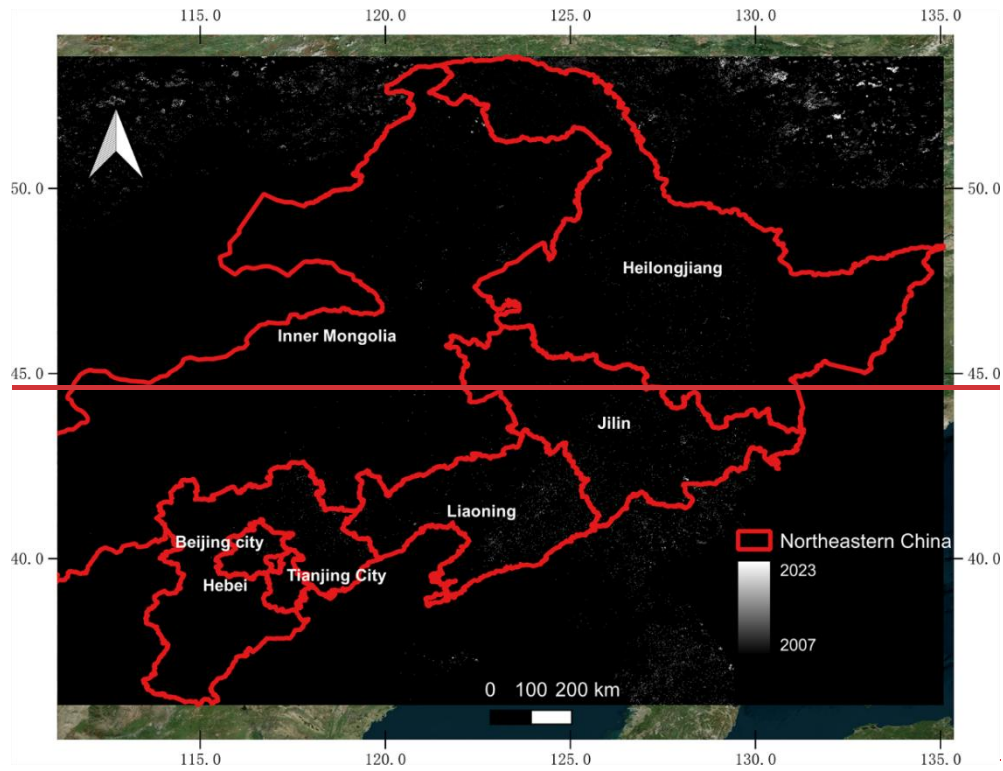 115.0 120.0 125.0 130.0 135.0
50.0 50.0
Heilongjiang
Inner Mongolia
45.0 45.0
Jilin
Liaoning
Beijing city
Northeastern China
40.0 40.0
Tianjing City
2023
Hebei
2007
0 100 200 km
115.0 120.0 125.0 130.0 135.0